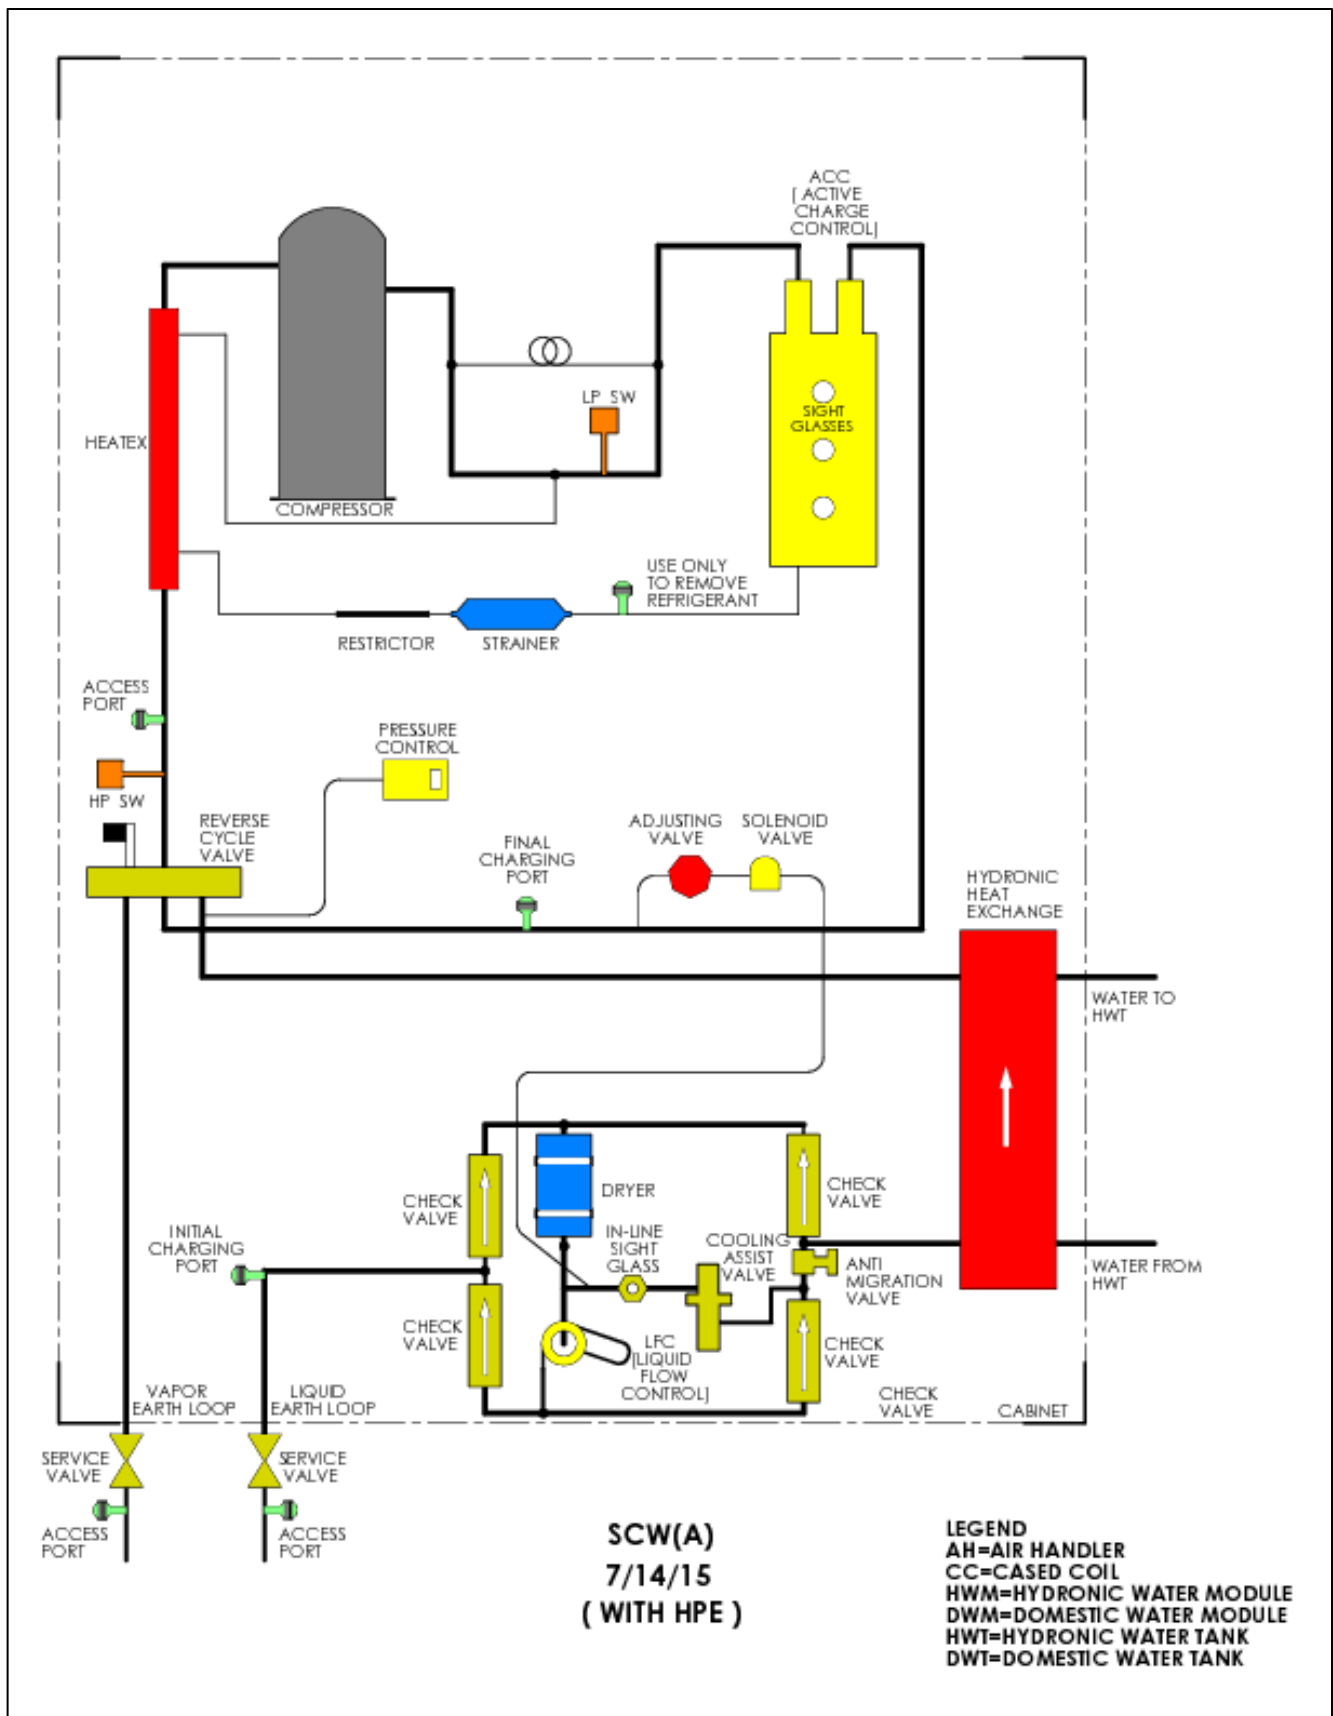 ACC
[ ACTIVE
CHARGE
CONTROL]
HEATEX
COMPRESSOR
LP SW
SIGHT
GLASSES
USE ONLY
TO REMOVE
REFRIGERANT
RESTRICTOR
STRAINER
ACCESS
PORT
PRESSURE
CONTROL
HP SW
REVERSE
CYCLE
VALVE
FINAL
CHARGING
PORT
ADJUSTING
VALVE
SOLENOID
VALVE
HYDRONIC
HEAT
EXCHANGE
WATER TO
HWT
CHECK
VALVE
DRYER
CHECK
VALVE
INITIAL
CHARGING
PORT
IN-LINE
SIGHT
GLASS
COOLING
ASSIST
VALVE
ANTI
MIGRATION
VALVE
WATER FROM
HWT
CHECK
VALVE
LFC
[LIQUID
FLOW
CONTROL]
CHECK
VALVE
VAPOR
EARTH LOOP
LIQUID
EARTH LOOP
CHECK
VALVE
CABINET
SERVICE
VALVE
SERVICE
VALVE
ACCESS
PORT
ACCESS
PORT
SCW(A)
7/14/15
( WITH HPE )
LEGEND
AH=AIR HANDLER
CC=CASED COIL
HWM=HYDRONIC WATER MODULE
DWM=DOMESTIC WATER MODULE
HWT=HYDRONIC WATER TANK
DWT=DOMESTIC WATER TANK